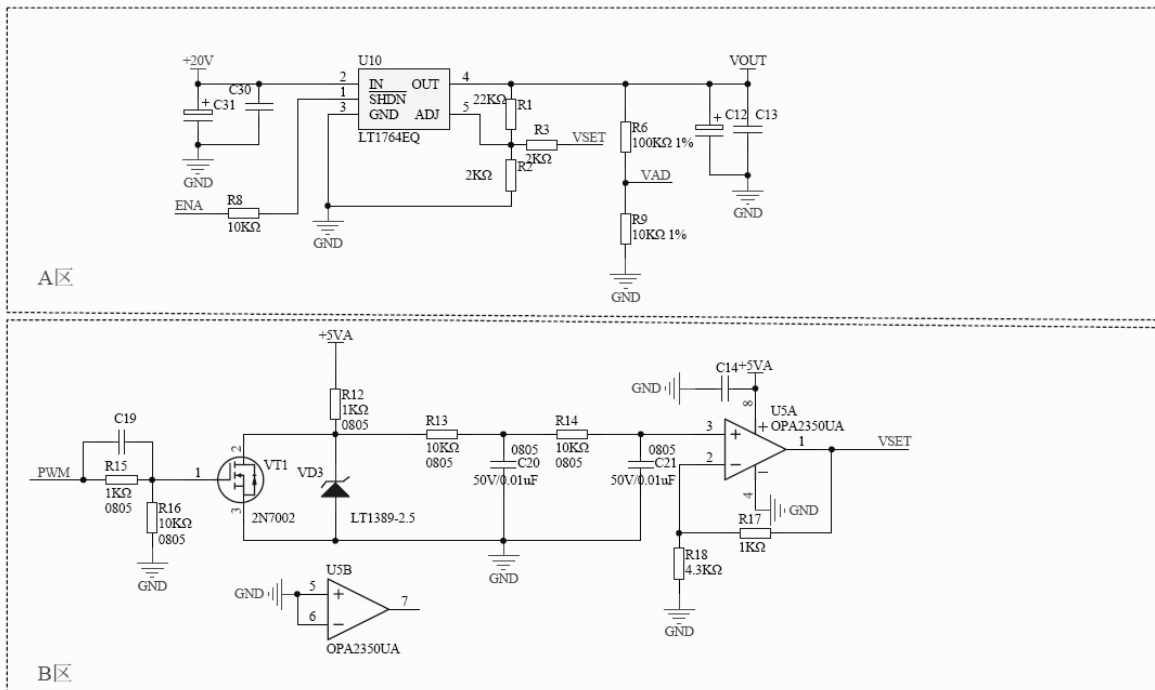 +20V
C31
C30
U10
2
1
3
IN OUT
SHDN
GND ADJ
4
5
LT1764EQ
22KΩ
R1
R3
2KΩ
VSET
R2
2KΩ
GND
ENA
R8
10KΩ
GND
R6
100KΩ 1%
VAD
R9
10KΩ 1%
GND
VOUT
C12
C13
GND
A区
+5VA
R12
1KΩ
0805
C19
PWM
R15
1KΩ
0805
R16
10KΩ
0805
GND
1
2
3
VT1
2N7002
VD3
LT1389-2.5
R13
10KΩ
0805
0805
C20
50V/0.01uF
GND
R14
10KΩ
0805
0805
C21
50V/0.01uF
GND
C14
+5VA
8
U5A
OPA2350UA
3
2
1
VSET
4
GND
R17
1KΩ
R18
4.3KΩ
GND
U5B
GND
5
6
7
OPA2350UA
B区